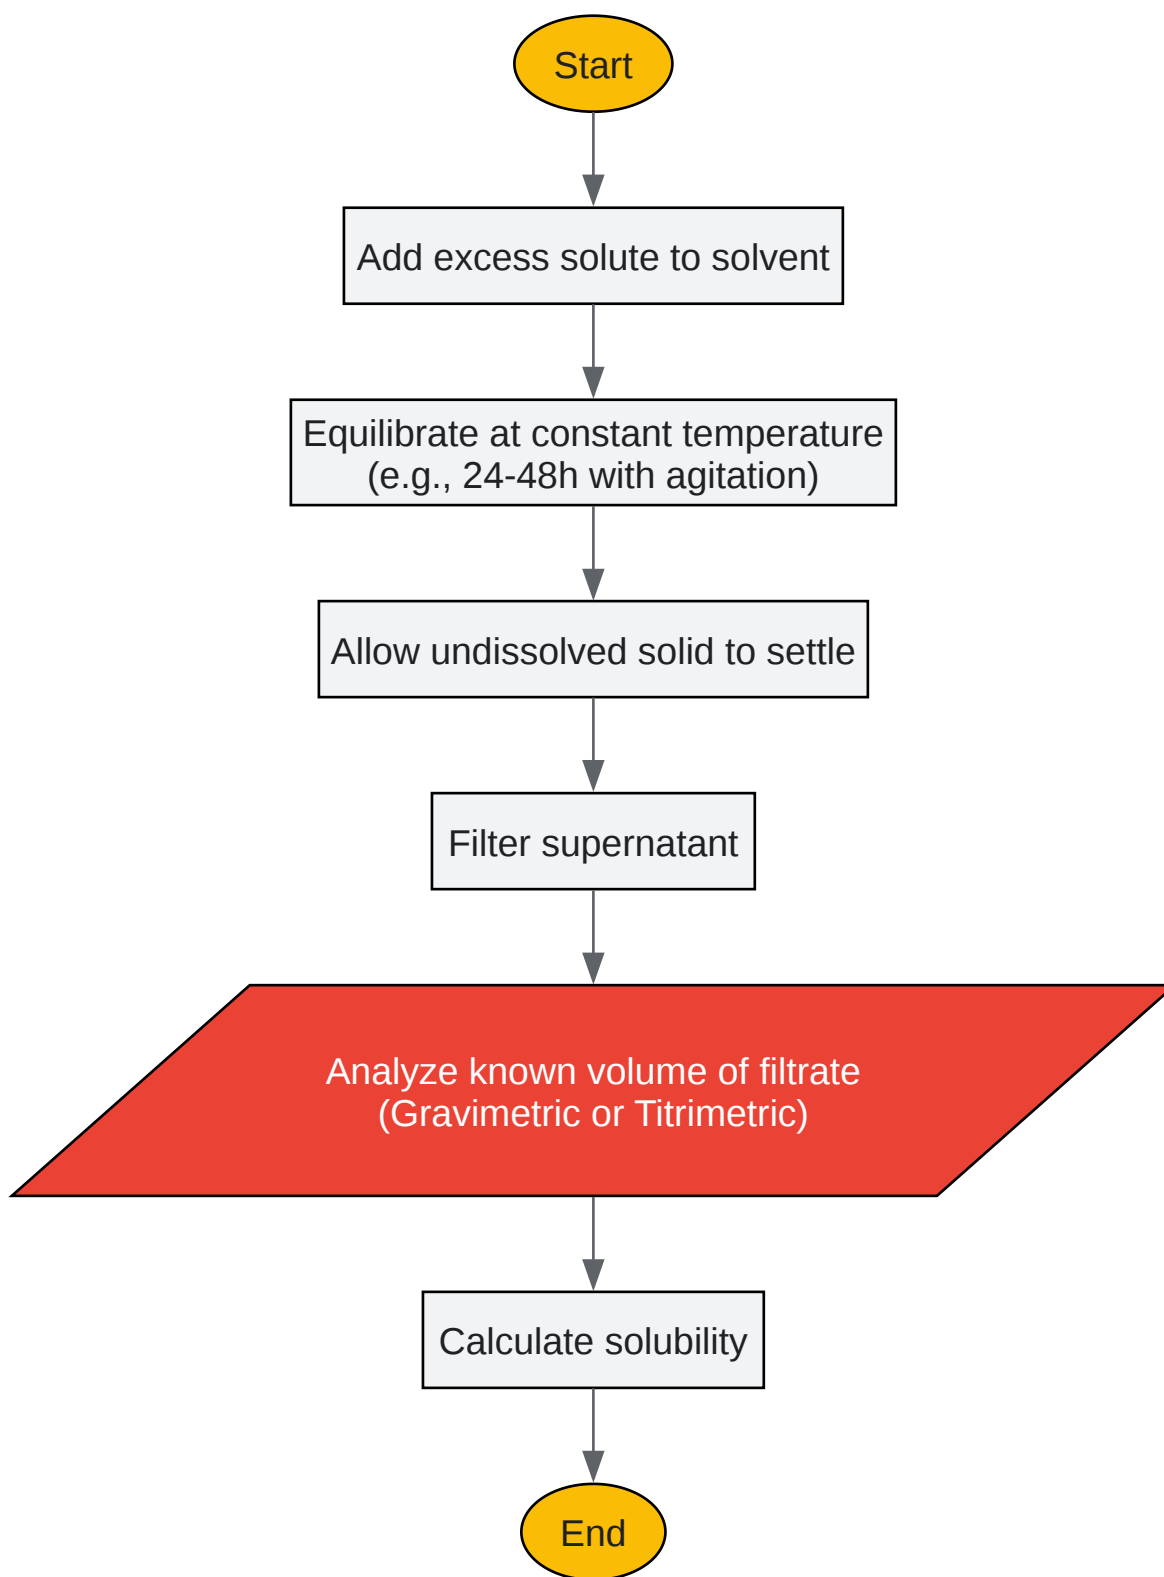 Start
Add excess solute to solvent
Equilibrate at constant temperature
(e.g., 24-48h with agitation)
Allow undissolved solid to settle
Filter supernatant
Analyze known volume of filtrate
(Gravimetric or Titrimetric)
Calculate solubility
End